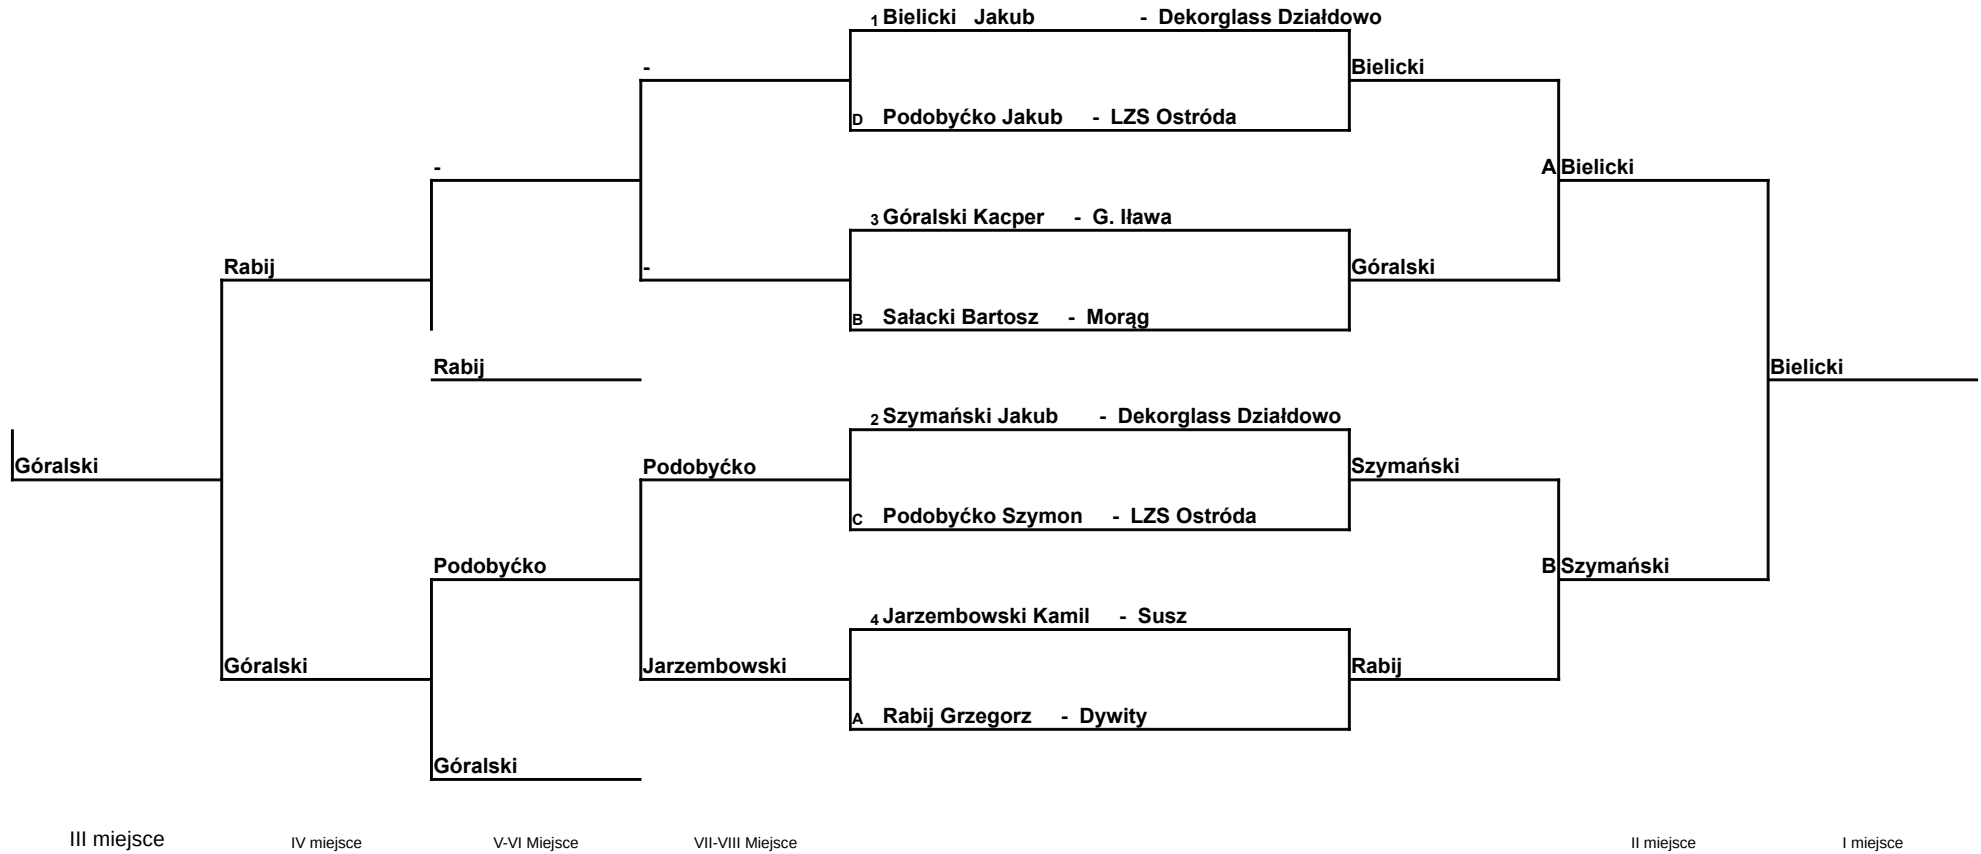 1 Bielicki Jakub - Dekorglass Działdowo
- Bielicki
D Podobyćko Jakub - LZS Ostróda
- A Bielicki
3 Góralski Kacper - G. Iława
Rabij - Góralski
B Sałacki Bartosz - Morąg
Rabij Bielicki
2 Szymański Jakub - Dekorglass Działdowo
Góralski Podobyćko Szymański
C Podobyćko Szymon - LZS Ostróda
Podobyćko B Szymański
4 Jarzembowski Kamil - Susz
Góralski Jarzembowski Rabij
A Rabij Grzegorz - Dywity
Góralski
III miejsce IV miejsce V-VI Miejsce VII-VIII Miejsce II miejsce I miejsce